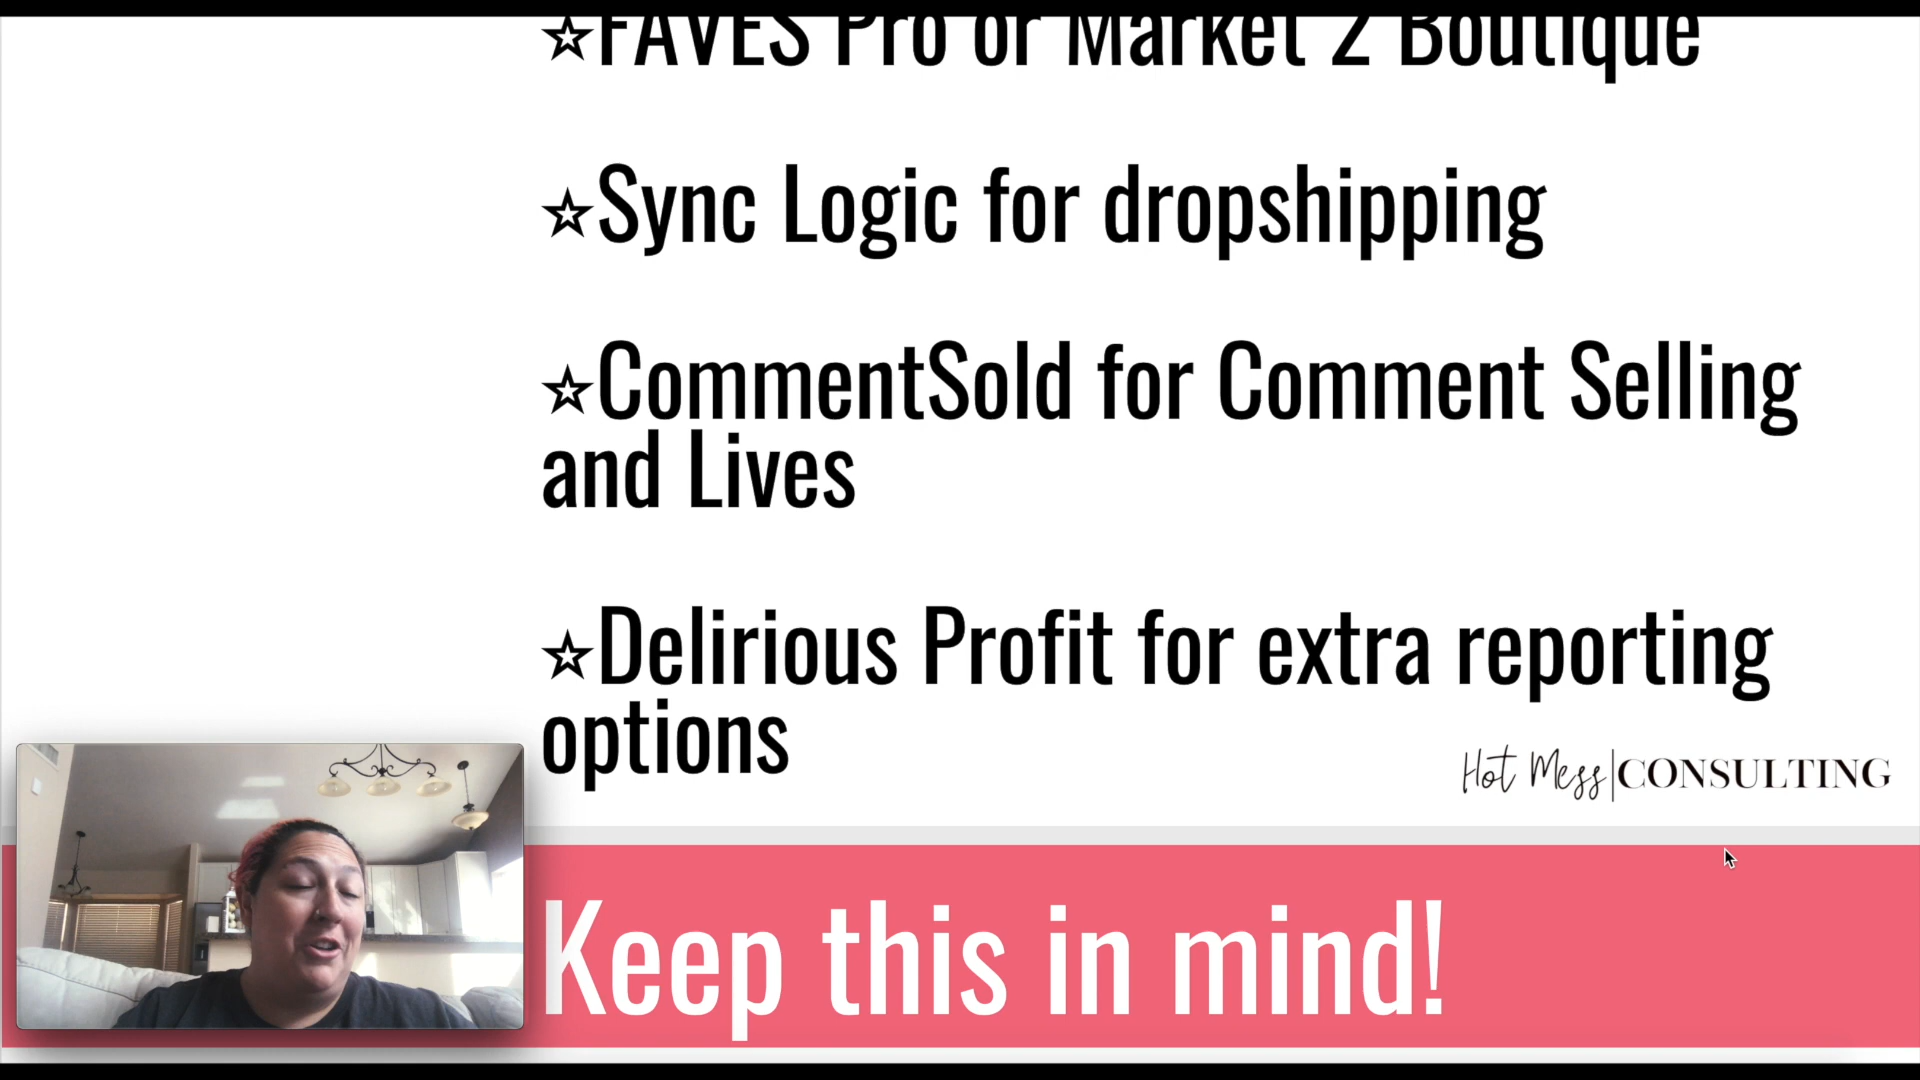 ☆FAVES Pro or Market 2 Boutique
☆Sync Logic for dropshipping
☆CommentSold for Comment Selling
and Lives
☆Delirious Profit for extra reporting
options
Hot Mess|CONSULTING
Keep this in mind!